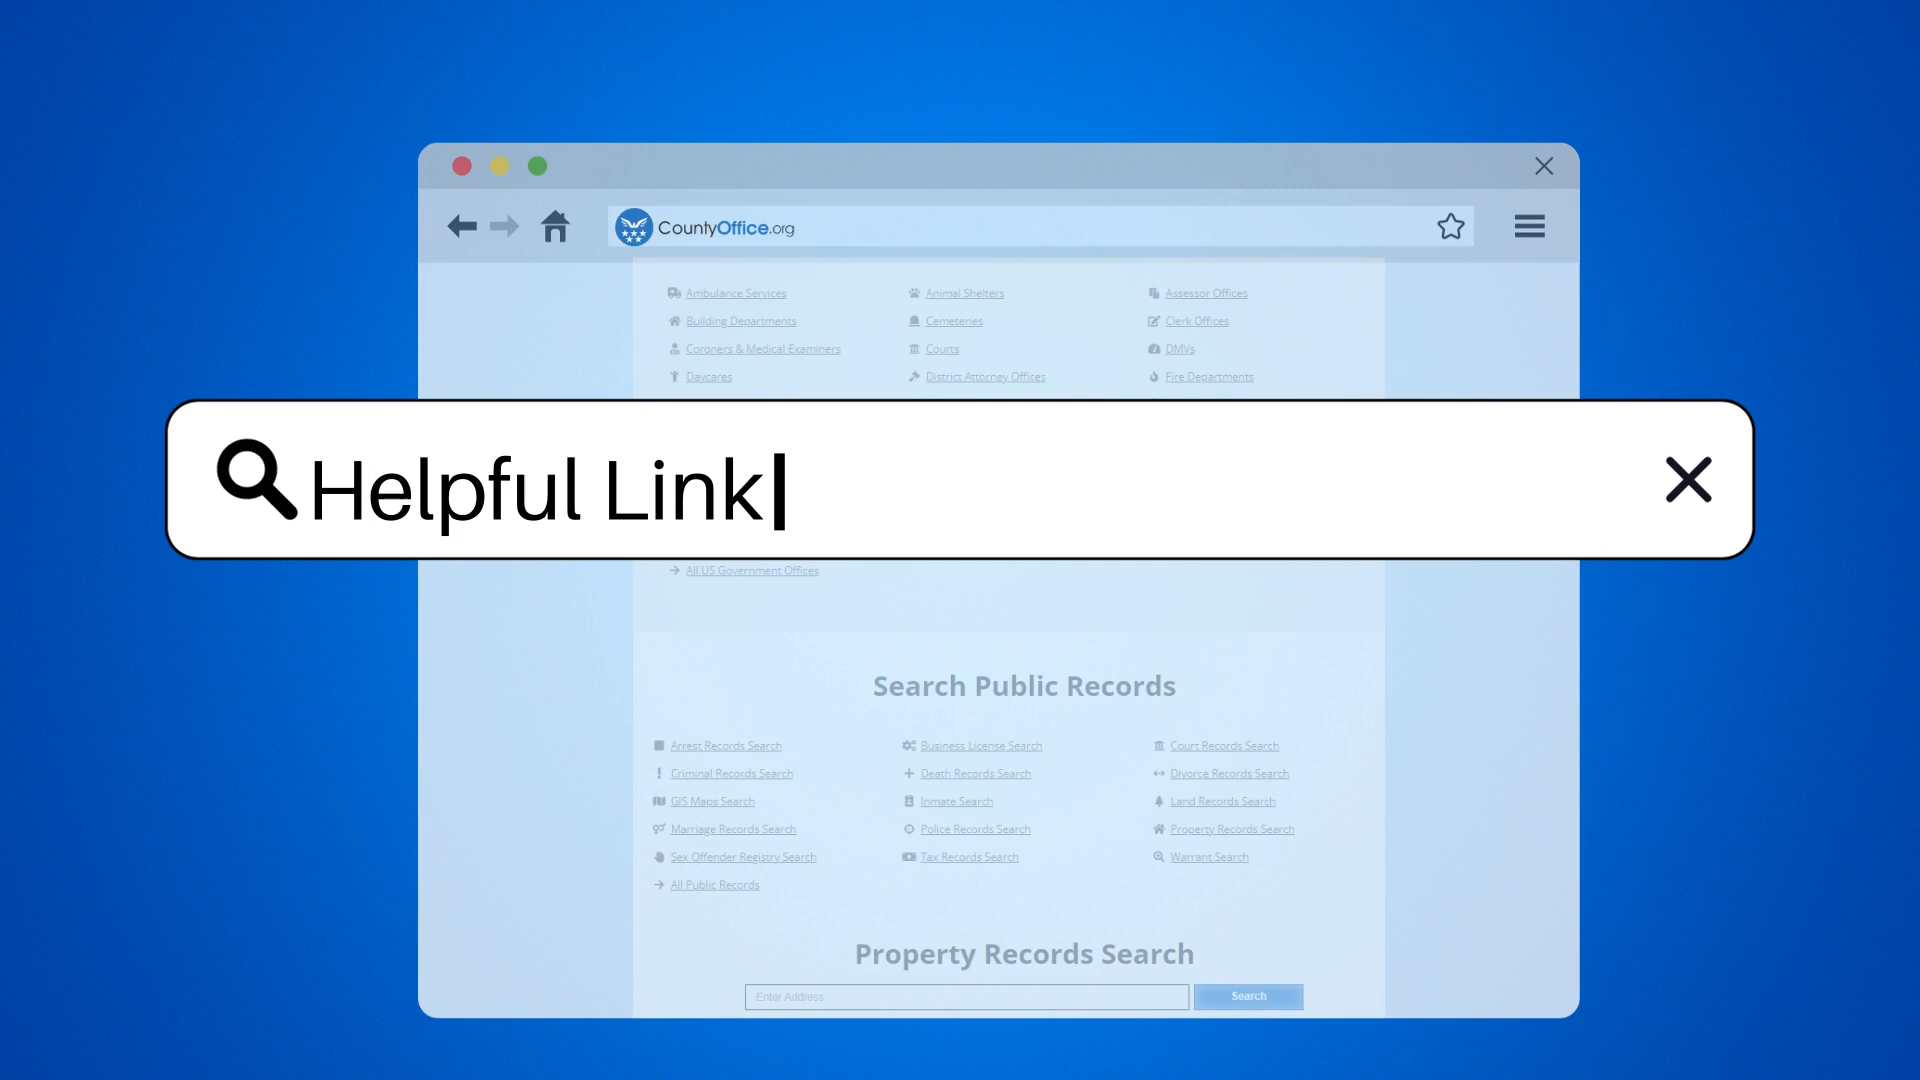 CountyOffice.org
Ambulance Services Animal Shelters Assessor Offices
Building Departments Cemeteries Clerk Offices
Coroners & Medical Examiners Courts DMVs
Daycares District Attorney Offices Fire Departments
Helpful Link
All US Government Offices
Search Public Records
Arrest Records Search Business License Search Court Records Search
Criminal Records Search Death Records Search Divorce Records Search
GIS Maps Search Inmate Search Land Records Search
Marriage Records Search Police Records Search Property Records Search
Sex Offender Registry Search Tax Records Search Warrant Search
All Public Records
Property Records Search
Enter Address Search